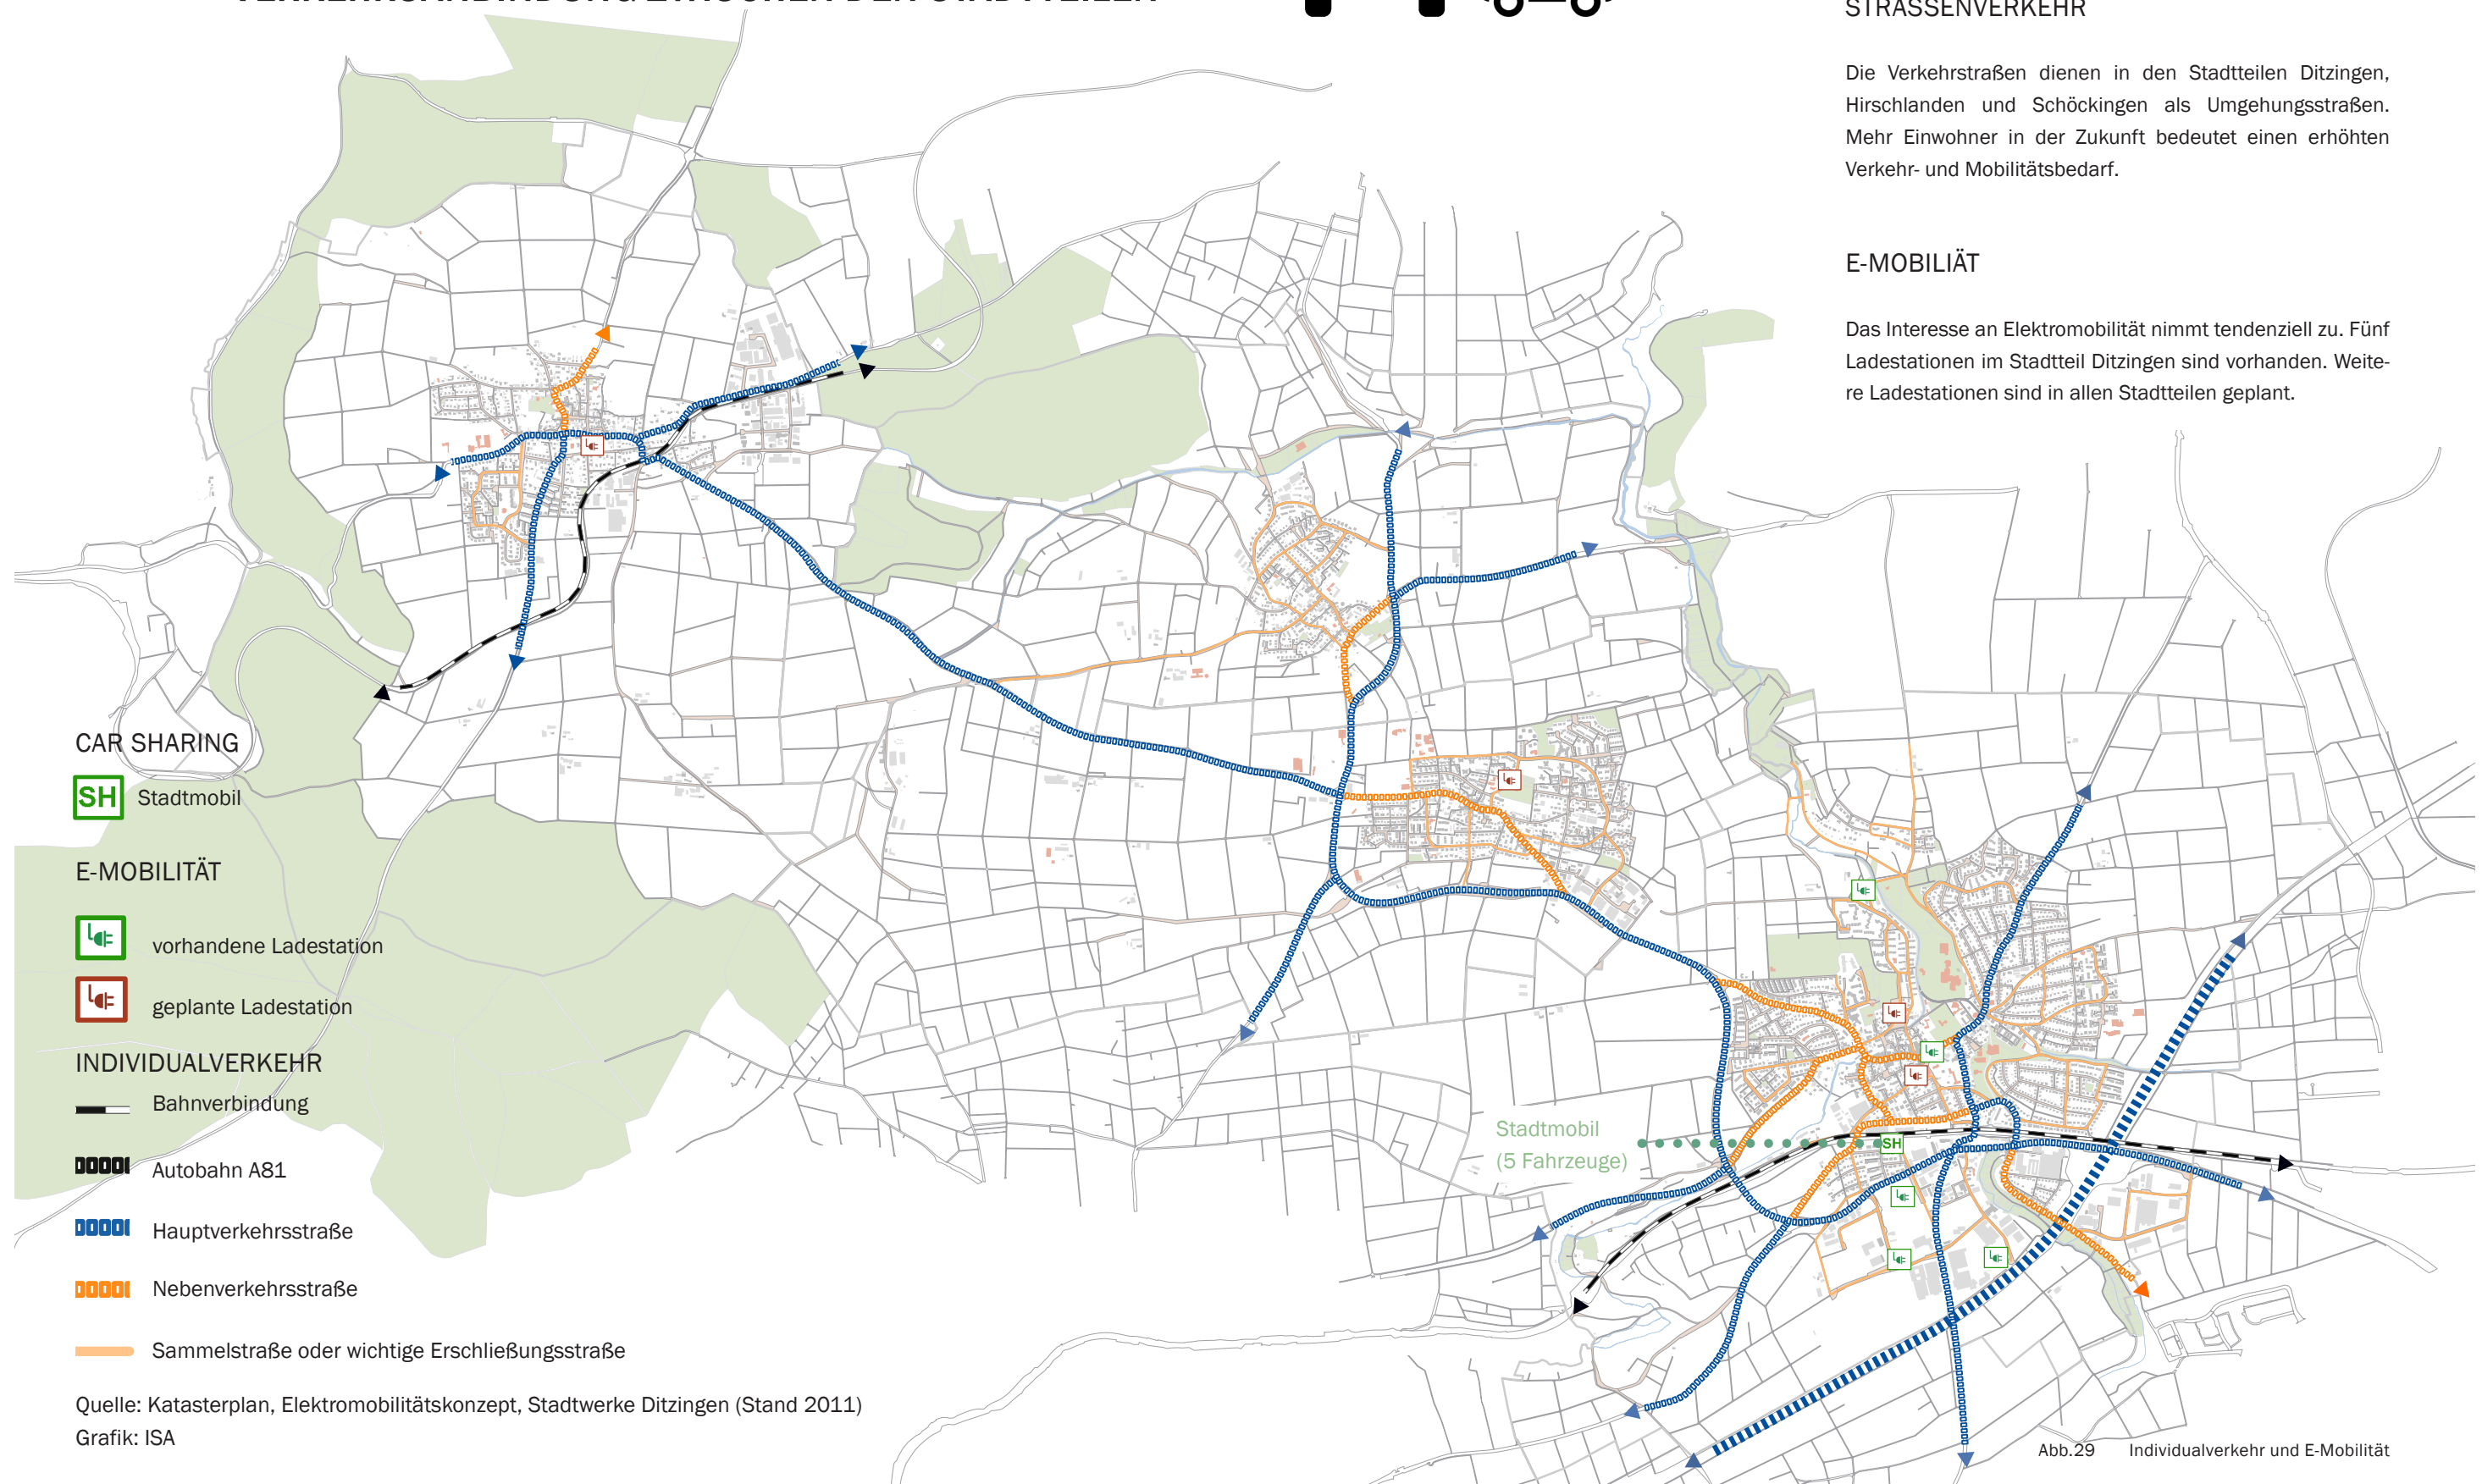 VERKEHRSANBINDUNG ZWISCHEN DEN STADTTEILEN
STRASSENVERKEHR
Die Verkehrstraßen dienen in den Stadtteilen Ditzingen,
Hirschlanden und Schöckingen als Umgehungsstraßen.
Mehr Einwohner in der Zukunft bedeutet einen erhöhten
Verkehr- und Mobilitätsbedarf.
E-MOBILIÄT
Das Interesse an Elektromobilität nimmt tendenziell zu. Fünf
Ladestationen im Stadtteil Ditzingen sind vorhanden. Weite-
re Ladestationen sind in allen Stadtteilen geplant.
CAR SHARING
SH Stadtmobil
E-MOBILITÄT
vorhandene Ladestation
geplante Ladestation
INDIVIDUALVERKEHR
Bahnverbindung
Autobahn A81
Hauptverkehrsstraße
Nebenverkehrsstraße
Sammelstraße oder wichtige Erschließungsstraße
Quelle: Katasterplan, Elektromobilitätskonzept, Stadtwerke Ditzingen (Stand 2011)
Grafik: ISA
Stadtmobil
(5 Fahrzeuge)
SH
Abb.29 Individualverkehr und E-Mobilität